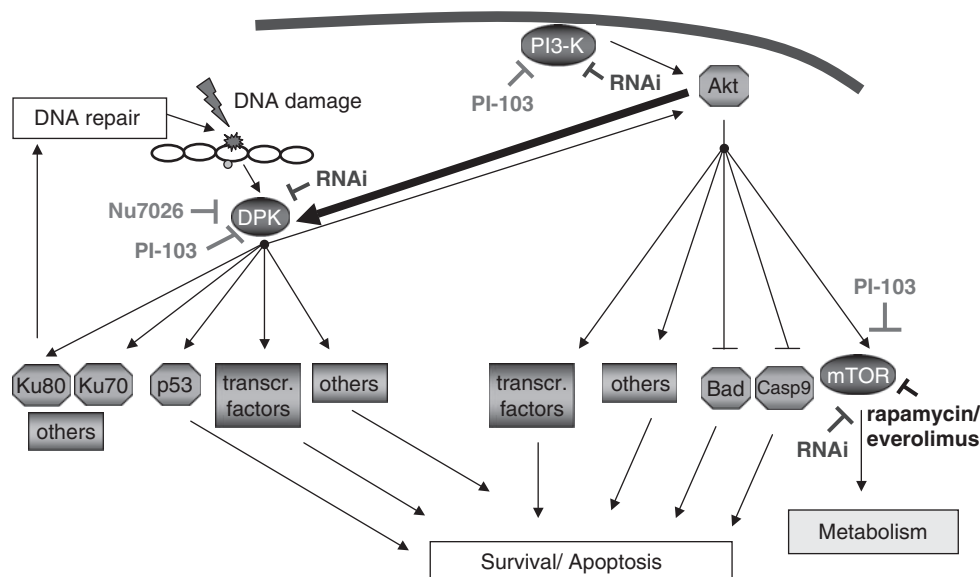 PI3-K
RNAi
PI-103
Akt
DNA damage
DNA repair
RNAi
Nu7026
DPK
PI-103
PI-103
Ku80
Ku70
p53
transcr.
factors
others
others
transcr.
factors
others
Bad
Casp9
mTOR
rapamycin/
everolimus
RNAi
Metabolism
Survival/ Apoptosis